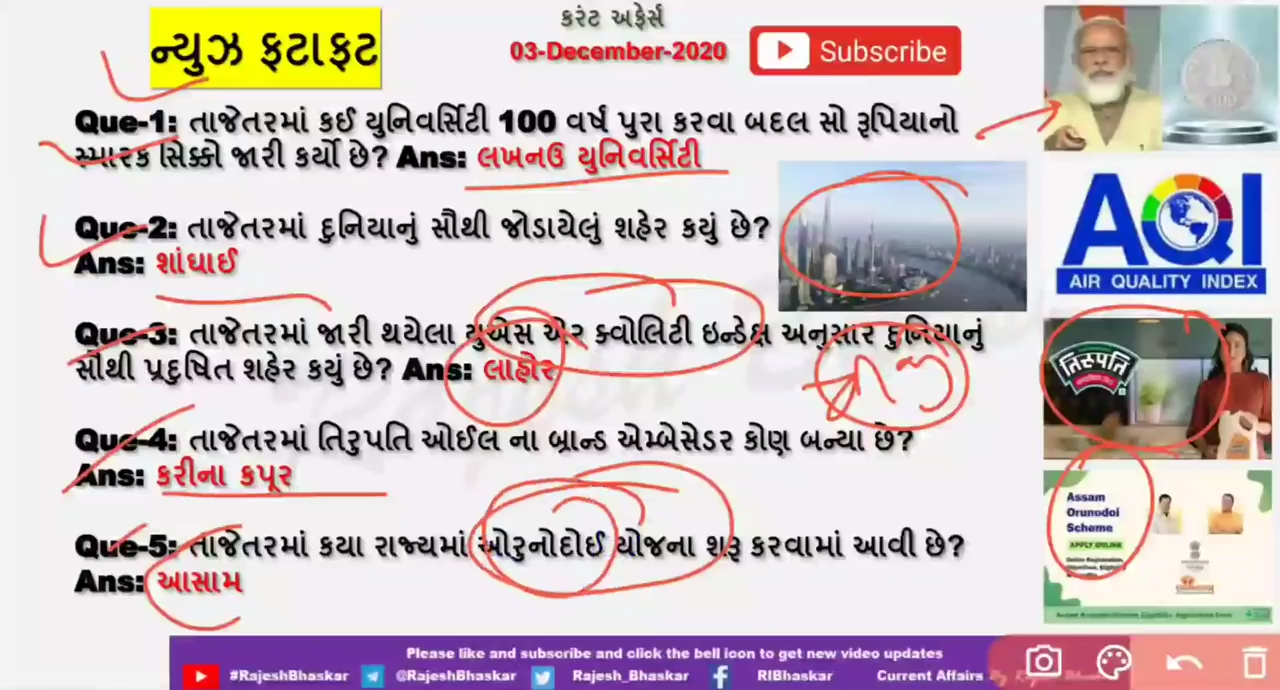 ન્યુઝ ફટાફટ
કરંટ અફેર્સ
03-December-2020
Subscribe
Que-1: તાજેતરમાં કઈ યુનિવર્સિટી 100 વર્ષ પુરા કરવા બદલ સો રૂપિયાનો
સ્મારક સિક્કો જારી કર્યો છે? Ans: લખનઉ યુનિવર્સિટી
Que-2: તાજેતરમાં દુનિયાનું સૌથી જોડાયેલું શહેર કયું છે?
Ans: શાંઘાઈ
Que-3: તાજેતરમાં જારી થયેલા યુએસ એર ક્વોલિટી ઇન્ડેક્ષ અનુસાર દુનિયાનું
સૌથી પ્રદુષિત શહેર કયું છે? Ans: લાહોર
Que-4: તાજેતરમાં તિરુપતિ ઓઈલ ના બ્રાન્ડ એમ્બેસેડર કોણ બન્યા છે?
Ans: કરીના કપૂર
Que-5: તાજેતરમાં કયા રાજ્યમાં ઓરુનોદોઈ યોજના શરૂ કરવામાં આવી છે?
Ans: આસામ
AQI
AIR QUALITY INDEX
तिरुपति
Assam
Orunodoi
Scheme
APPLY ONLINE
Please like and subscribe and click the bell icon to get new video updates
#RajeshBhaskar @RajeshBhaskar Rajesh_Bhaskar RIBhaskar Current Affairs